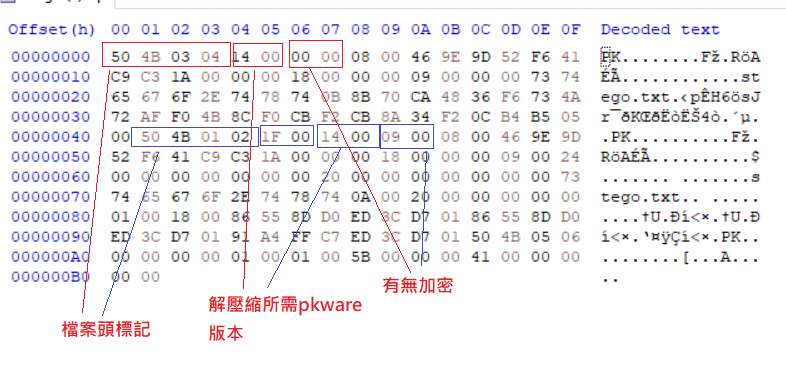 Offset(h) 00 01 02 03 04 05 06 07 08 09 0A 0B 0C 0D 0E 0F Decoded text
00000000 50 4B 03 04 14 00 00 00 08 00 46 9E 9D 52 F6 41 PK........Fž.RöA
00000010 C9 C3 1A 00 00 00 18 00 00 00 09 00 00 00 73 74 ÉÃ............st
00000020 65 67 6F 2E 74 78 74 0B 8B 70 CA 48 36 F6 73 4A ego.txt.‹pÊH6ösJ
00000030 72 AF F0 4B 8C F0 CB F2 CB 8A 34 F2 0C B4 B5 05 r¯ðKŒðËòËŠ4ò.´µ.
00000040 00 50 4B 01 02 1F 00 14 00 09 00 08 00 46 9E 9D .PK..........Fž.
00000050 52 F6 41 C9 C3 1A 00 00 00 18 00 00 00 09 00 24 RöAÉÃ..........$
00000060 00 00 00 00 00 00 00 20 00 00 00 00 00 00 00 73 ....... .......s
00000070 74 65 67 6F 2E 74 78 74 0A 00 20 00 00 00 00 00 tego.txt.. .....
00000080 01 00 18 00 86 55 8D D0 ED 3C D7 01 86 55 8D D0 ....†U.Ðí<×.†U.Ð
00000090 ED 3C D7 01 91 A4 FF C7 ED 3C D7 01 50 4B 05 06 í<×.‘¤ÿÇí<×.PK..
000000A0 00 00 00 00 01 00 01 00 5B 00 00 00 41 00 00 00 ........[...A...
000000B0 00 00 ..
有無加密
解壓縮所需pkware
版本
檔案頭標記